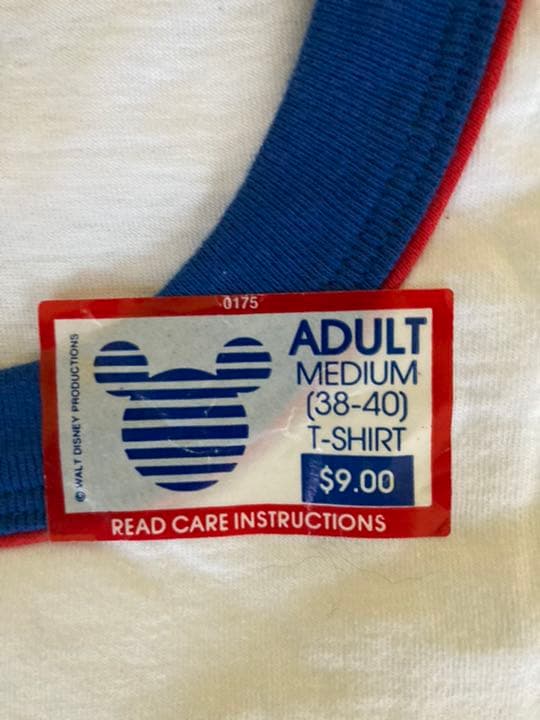 0175
© WALT DISNEY PRODUCTIONS
ADULT
MEDIUM
(38-40)
T-SHIRT
$9.00
READ CARE INSTRUCTIONS